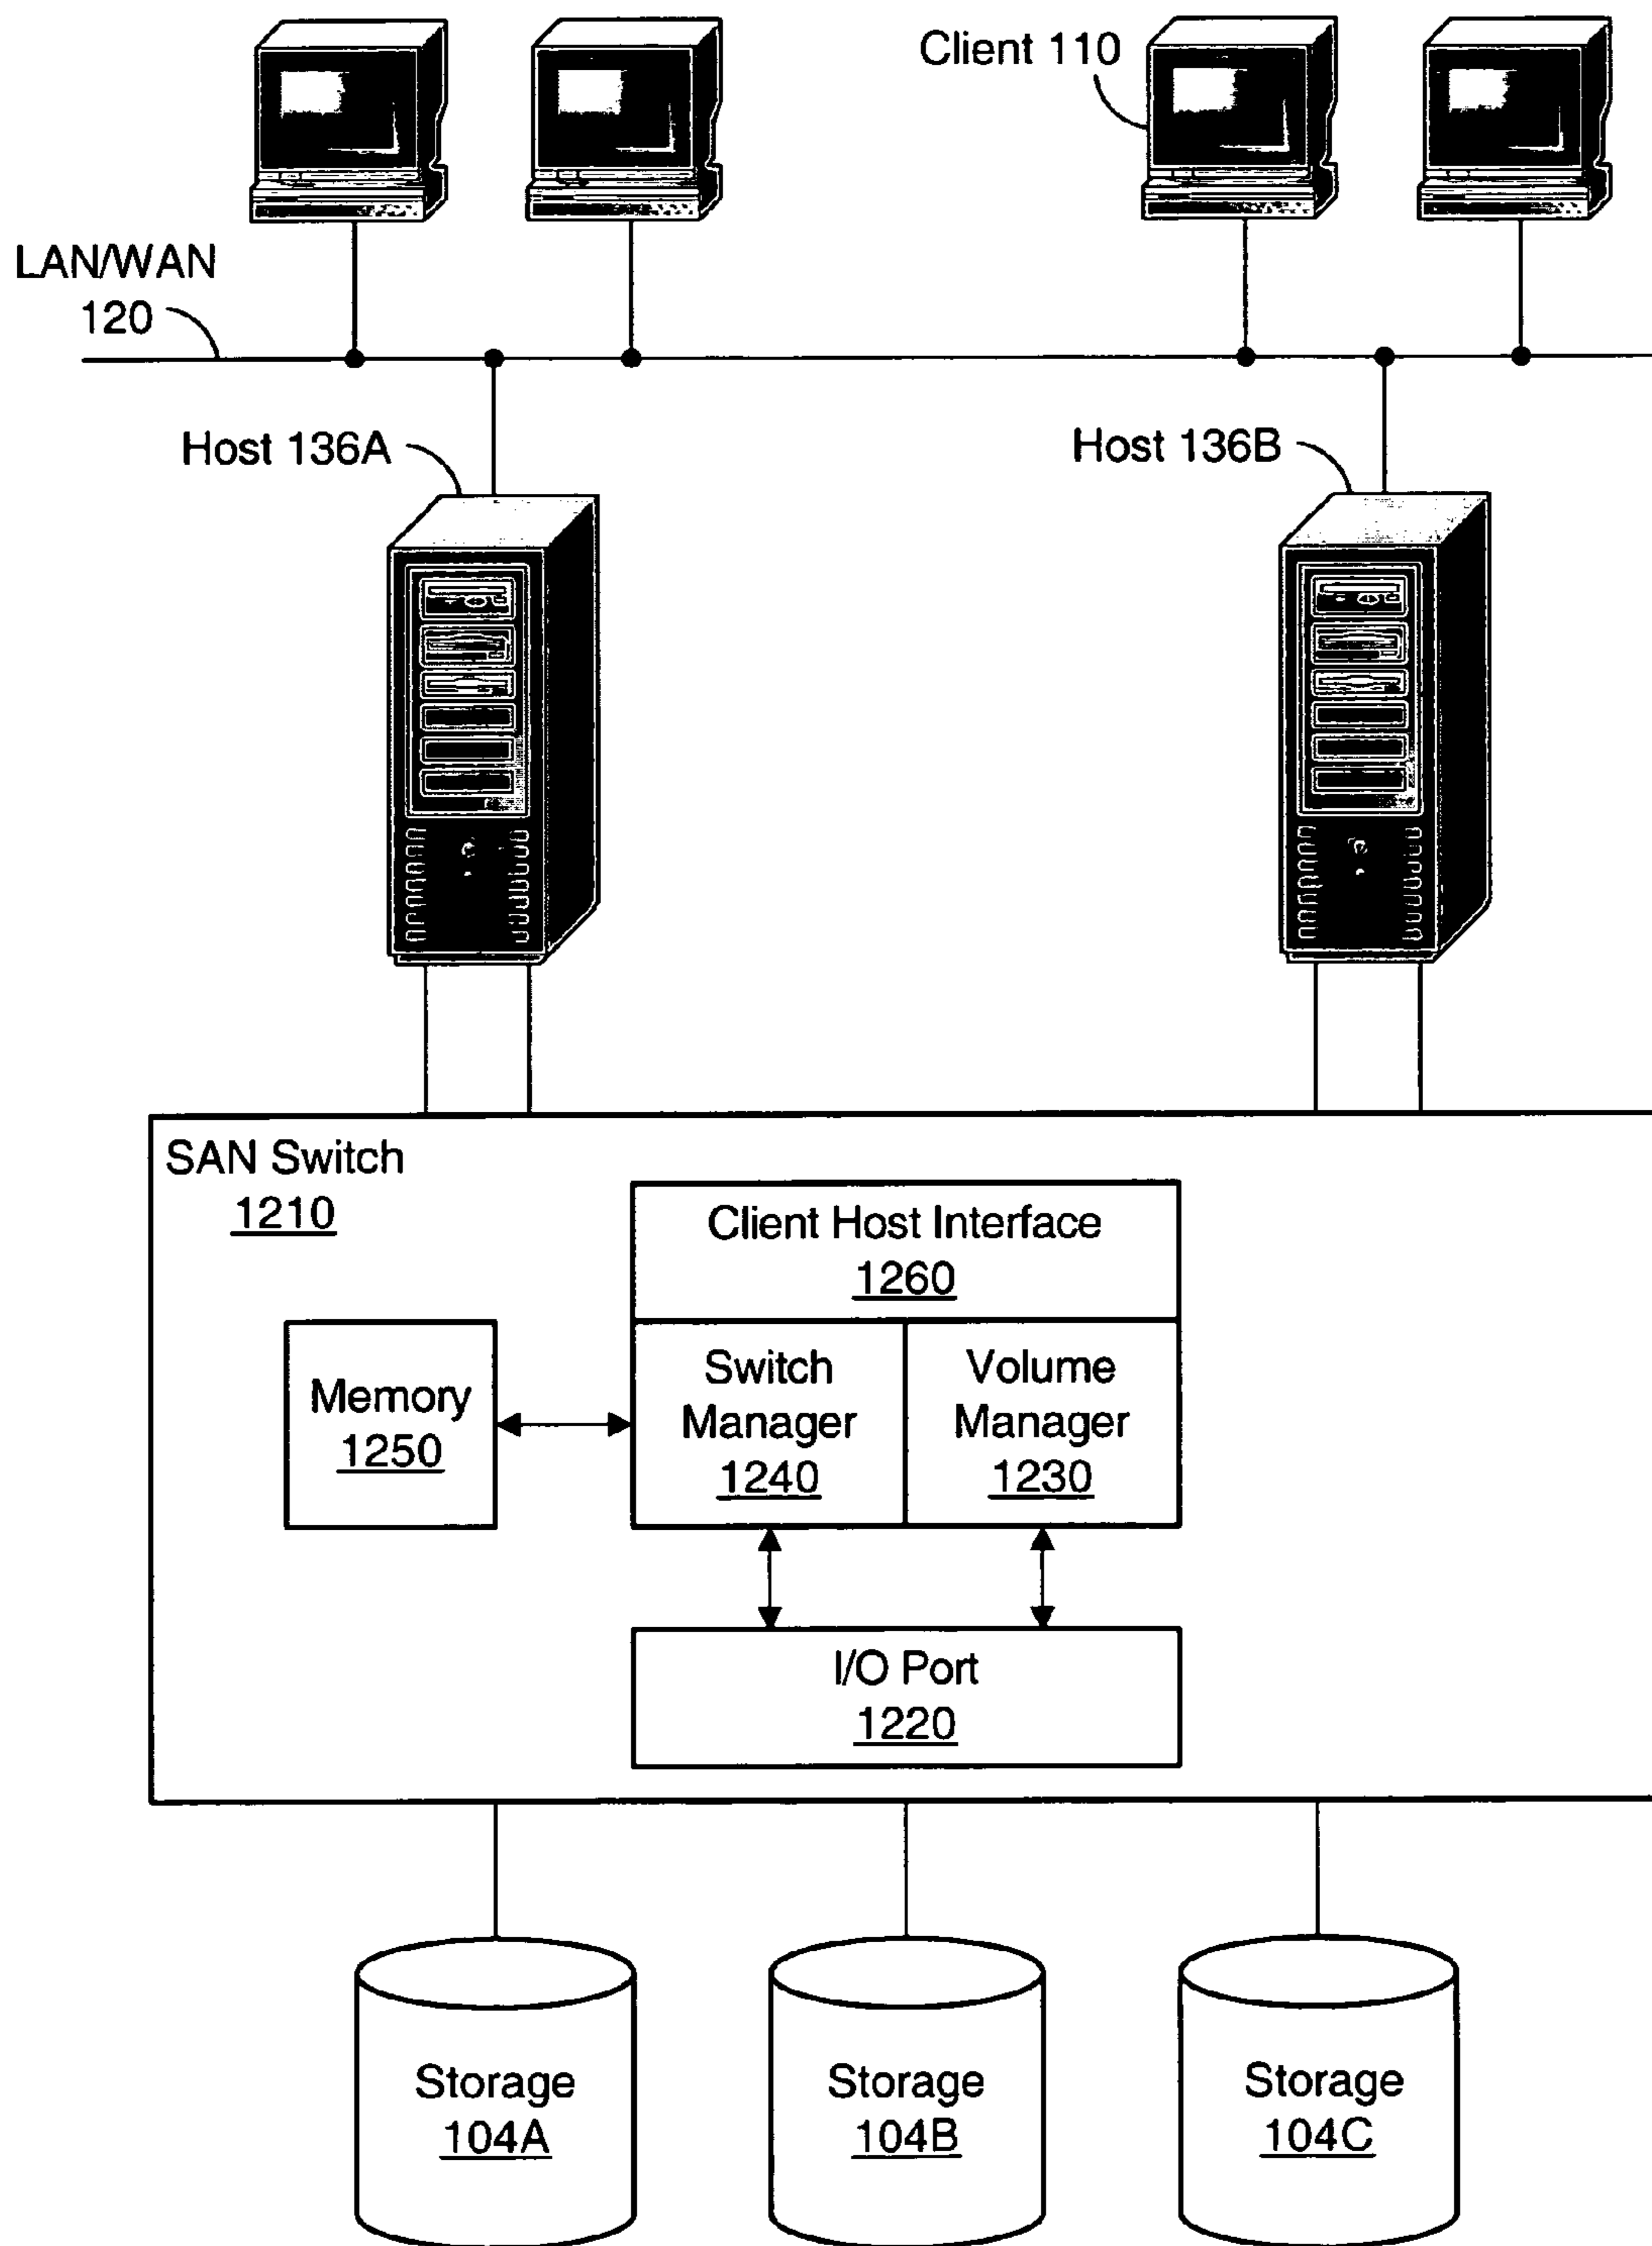 Client 110
LAN/WAN
120
Host 136A
Host 136B
SAN Switch
1210
Client Host Interface
1260
Memory
1250
Switch
Manager
1240
Volume
Manager
1230
I/O Port
1220
Storage
104A
Storage
104B
Storage
104C